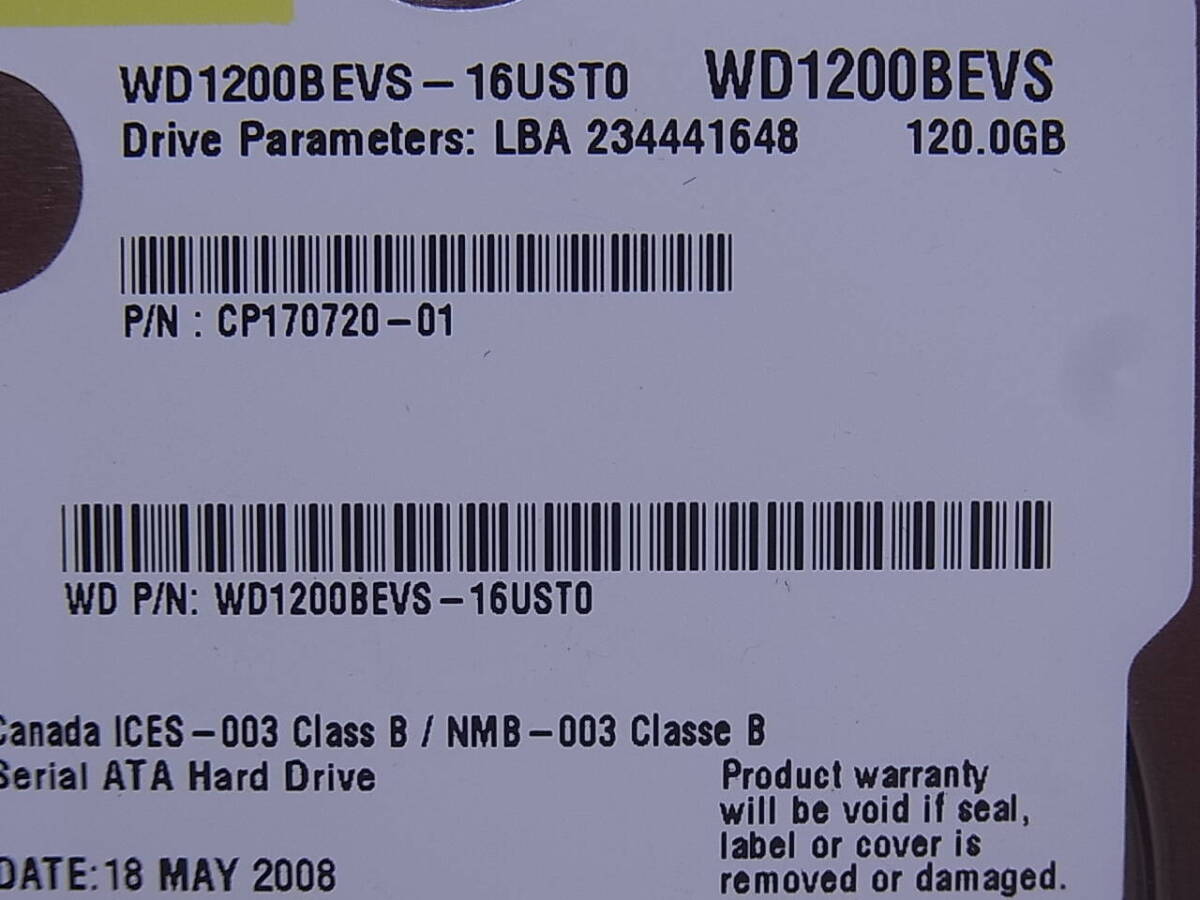 WD1200BEVS-16UST0 WD1200BEVS
Drive Parameters: LBA 234441648 120.0GB
P/N : CP170720-01
WD P/N: WD1200BEVS-16UST0
Canada ICES-003 Class B / NMB-003 Classe B
Serial ATA Hard Drive
Product warranty
will be void if seal,
label or cover is
removed or damaged.
DATE: 18 MAY 2008